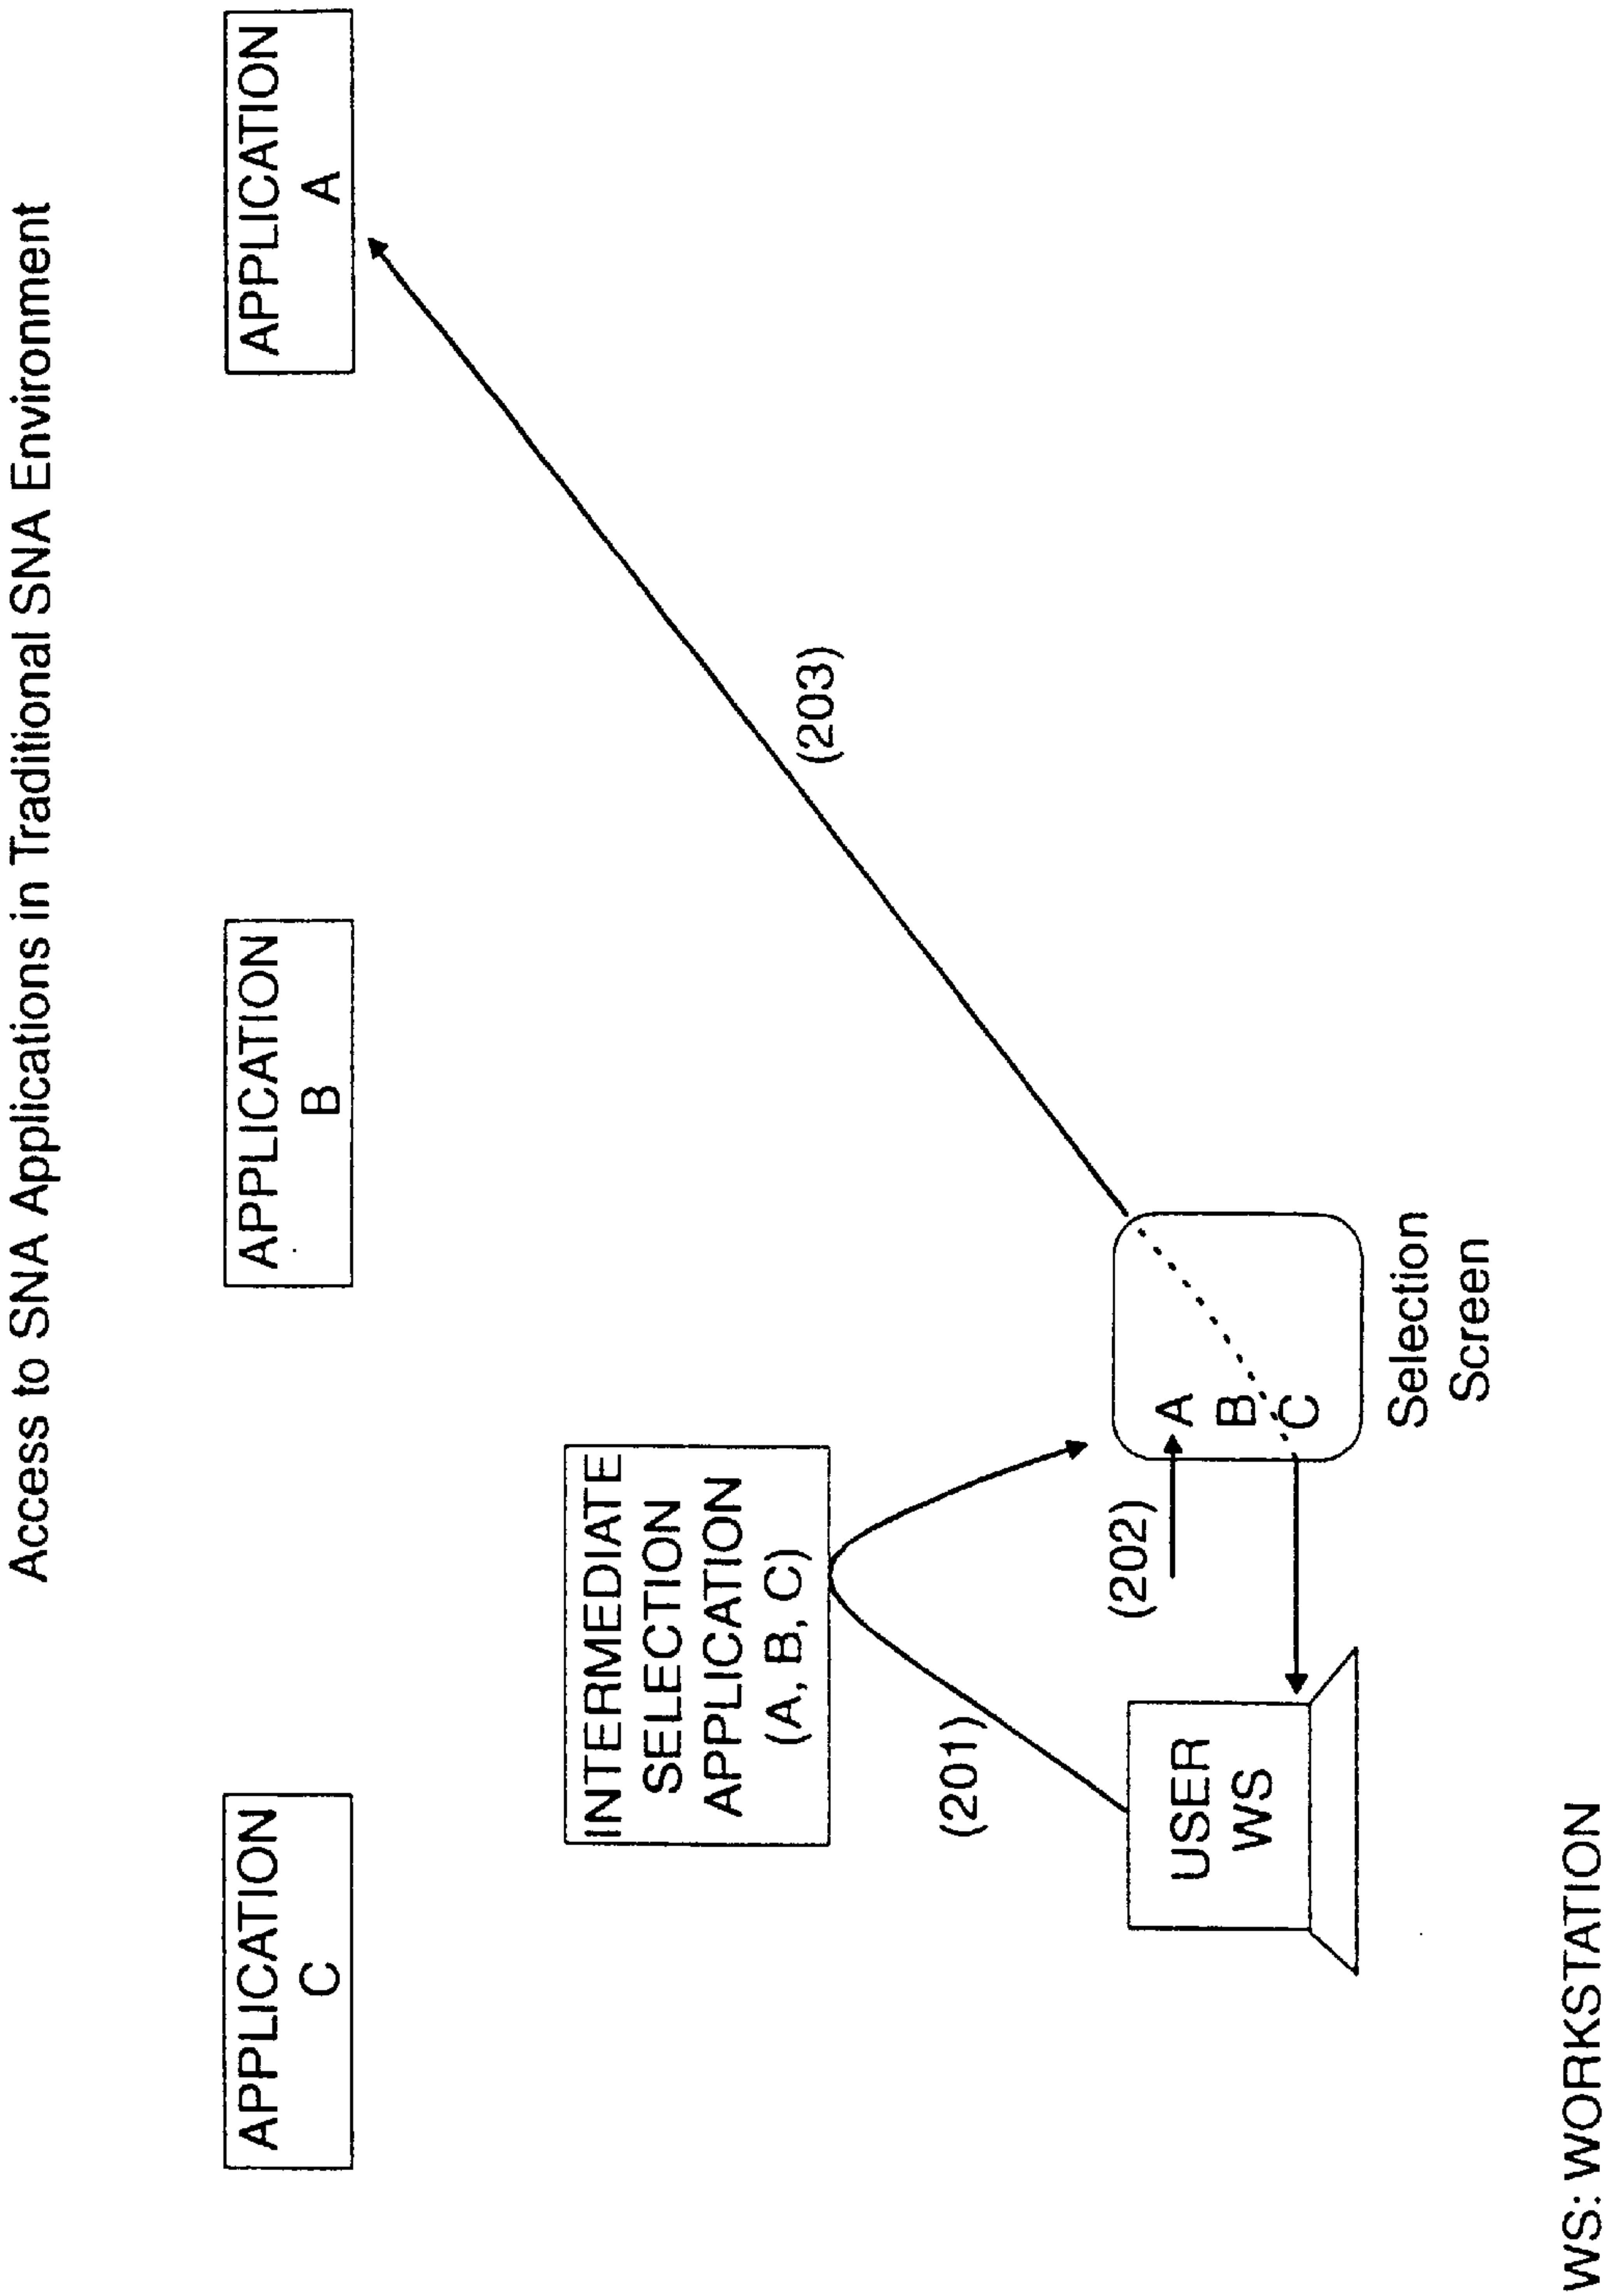 Access to SNA Applications in Traditional SNA Environment
APPLICATION
C
APPLICATION
B
APPLICATION
A
INTERMEDIATE
SELECTION
APPLICATION
(A, B, C)
(201)
(203)
(202)
USER
WS
A
B
C
Selection
Screen
WS: WORKSTATION